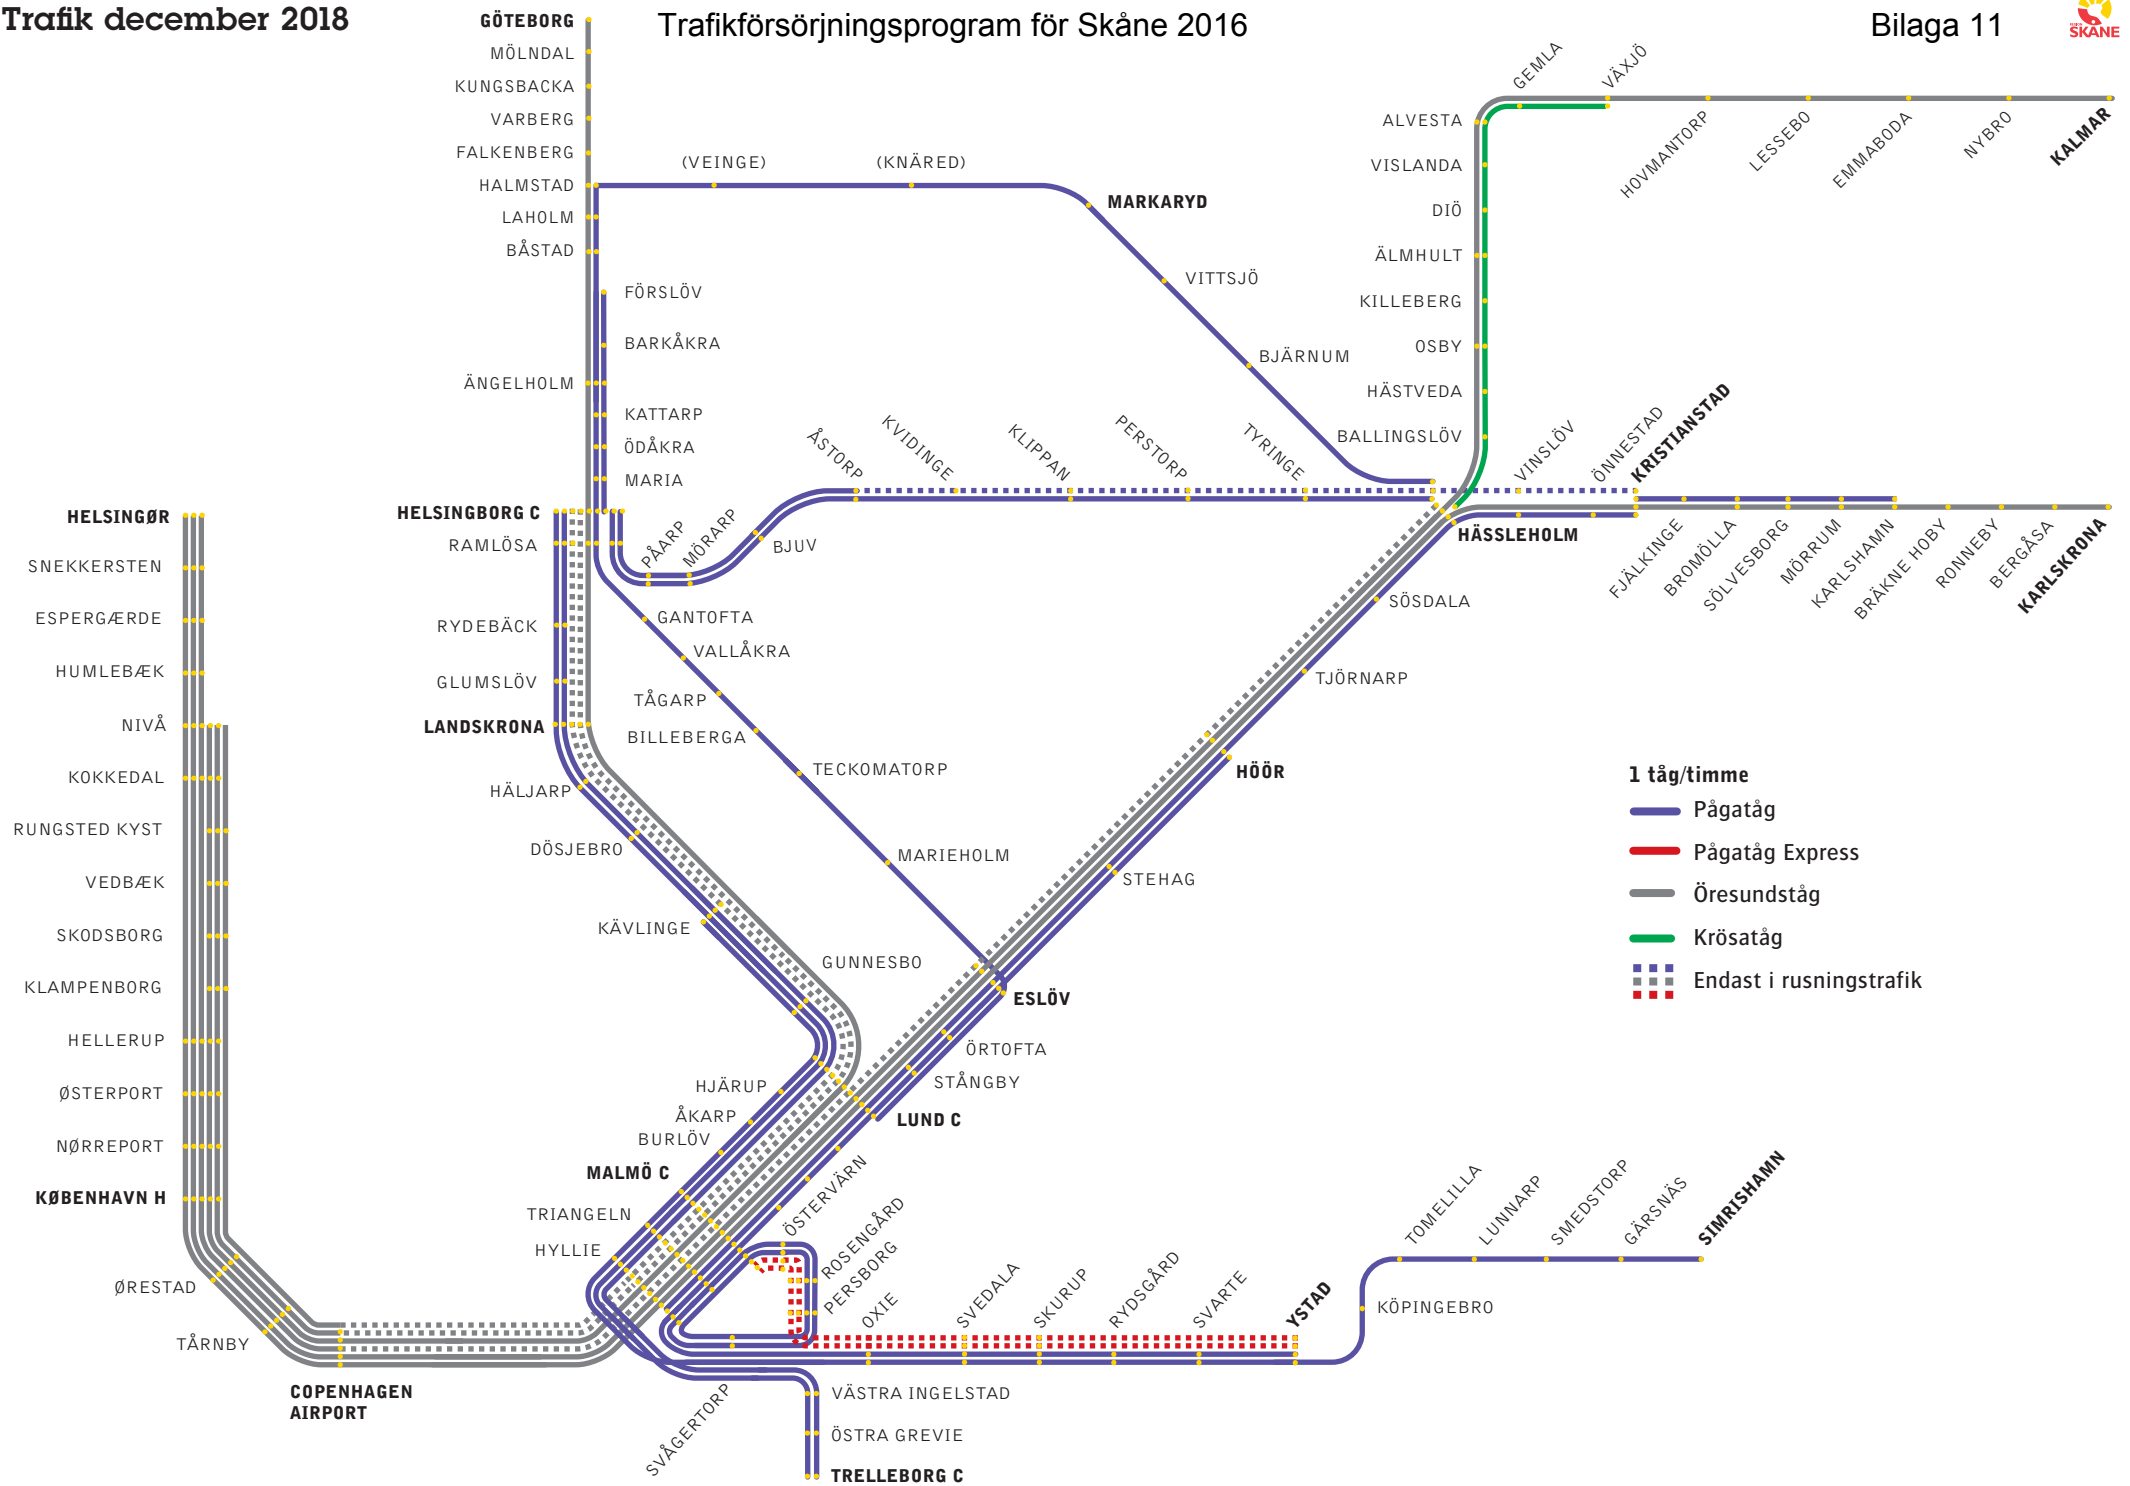 Trafik december 2018
Trafikförsörjningsprogram för Skåne 2016
Bilaga 11
REGION
SKÅNE
GÖTEBORG
MÖLNDAL
KUNGSBACKA
VARBERG
FALKENBERG
HALMSTAD
LAHOLM
BÅSTAD
(VEINGE)
(KNÄRED)
MARKARYD
VITTSJÖ
BJÄRNUM
FÖRSLÖV
BARKÅKRA
ÄNGELHOLM
KATTARP
ÖDÅKRA
MARIA
HELSINGBORG C
RAMLÖSA
RYDEBÄCK
GLUMSLÖV
LANDSKRONA
HÄLJARP
DÖSJEBRO
KÄVLINGE
GUNNESBO
PÅARP
MÖRARP
BJUV
ÅSTORP
KVIDINGE
KLIPPAN
PERSTORP
TYRINGE
GEMLA
VÄXJÖ
HOVMANTORP
LESSEBO
EMMABODA
NYBRO
KALMAR
ALVESTA
VISLANDA
DIÖ
ÄLMHULT
KILLEBERG
OSBY
HÄSTVEDA
BALLINGSLÖV
VINSLÖV
ÖNNESTAD
KRISTIANSTAD
HÄSSLEHOLM
FJÄLKINGE
BROMÖLLA
SÖLVESBORG
MÖRRUM
KARLSHAMN
BRÄKNE HOBY
RONNEBY
BERGÅSA
KARLSKRONA
SÖSDALA
TJÖRNARP
HÖÖR
STEHAG
ESLÖV
ÖRTOFTA
STÅNGBY
LUND C
GANTOFTA
VALLÅKRA
TÅGARP
BILLEBERGA
TECKOMATORP
MARIEHOLM
HELSINGØR
SNEKKERSTEN
ESPERGÆRDE
HUMLEBÆK
NIVÅ
KOKKEDAL
RUNGSTED KYST
VEDBÆK
SKODSBORG
KLAMPENBORG
HELLERUP
ØSTERPORT
NØRREPORT
KØBENHAVN H
ØRESTAD
TÅRNBY
COPENHAGEN
AIRPORT
HJÄRUP
ÅKARP
BURLÖV
MALMÖ C
TRIANGELN
HYLLIE
SVÅGERTORP
ÖSTERVÄRN
ROSENGÅRD
PERSBORG
OXIE
SVEDALA
SKURUP
RYDSGÅRD
SVARTE
YSTAD
KÖPINGEBRO
TOMELILLA
LUNNARP
SMEDSTORP
GÄRSNÄS
SIMRISHAMN
VÄSTRA INGELSTAD
ÖSTRA GREVIE
TRELLEBORG C
1 tåg/timme
Pågatåg
Pågatåg Express
Öresundståg
Krösatåg
Endast i rusningstrafik